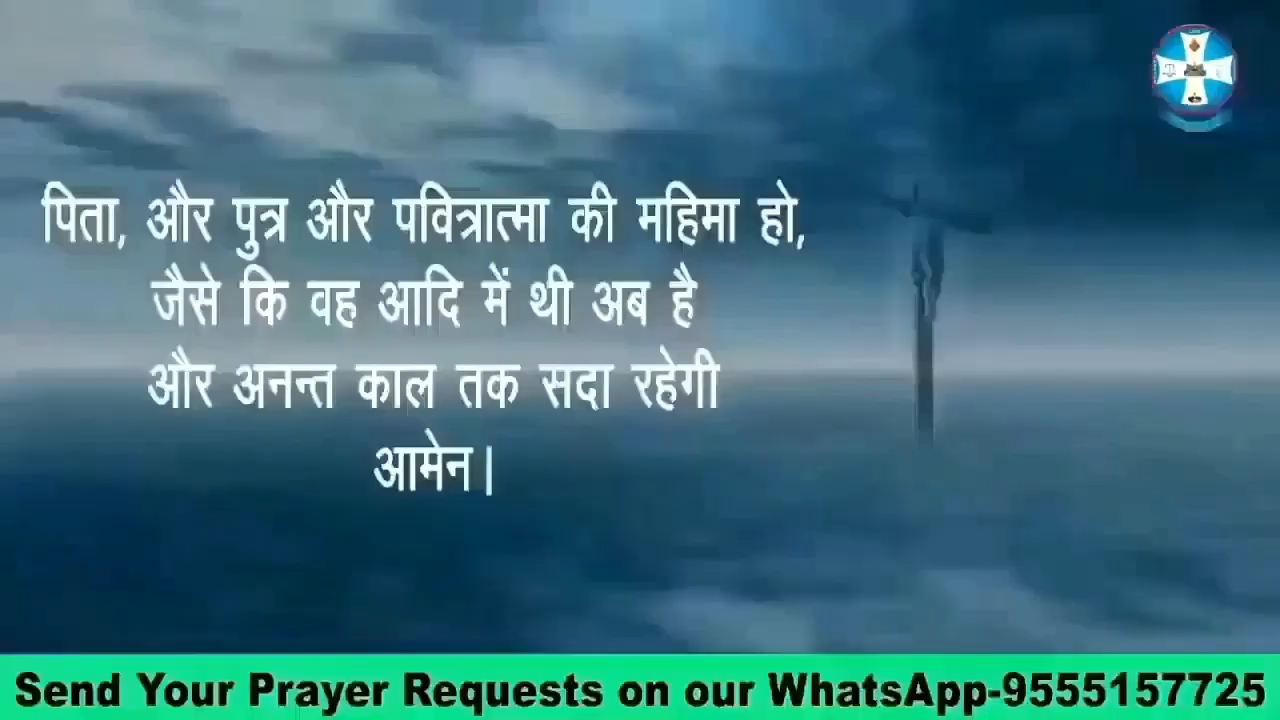 पिता, और पुत्र और पवित्रात्मा की महिमा हो,
जैसे कि वह आदि में थी अब है
और अनन्त काल तक सदा रहेगी
आमेन।
Send Your Prayer Requests on our WhatsApp-9555157725